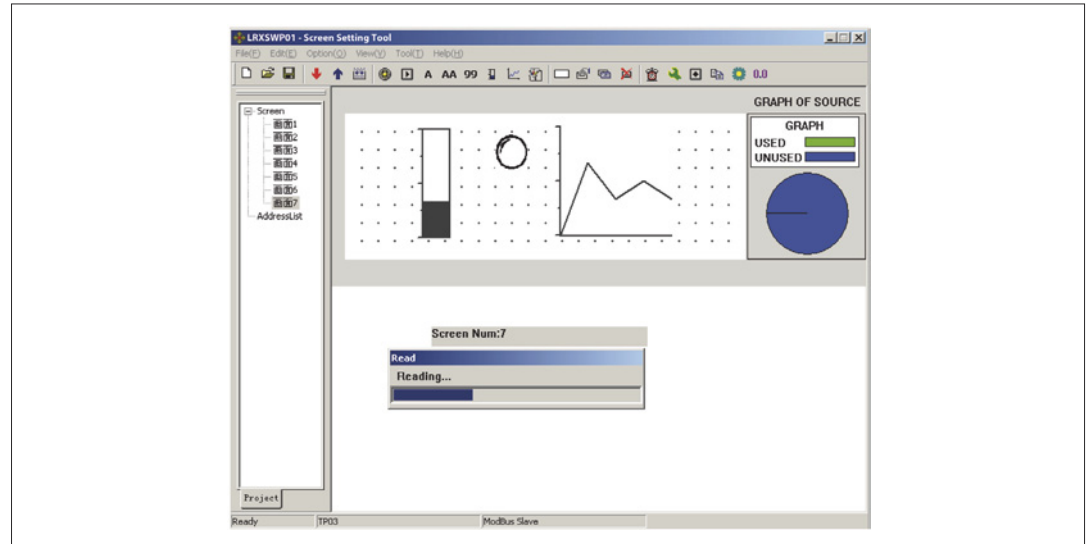 LRXSWP01 - Screen Setting Tool
File(F) Edit(E) Option(O) View(V) Tool(T) Help(H)
A AA 99 0.0
Screen
画面1
画面2
画面3
画面4
画面5
画面6
画面7
AddressList
GRAPH OF SOURCE
GRAPH
USED
UNUSED
Screen Num:7
Read
Reading...
Project
Ready TP03 ModBus Slave